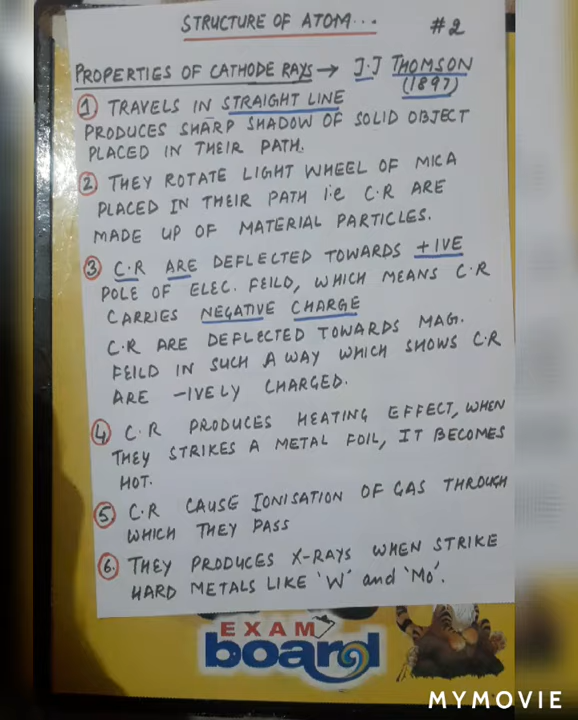 STRUCTURE OF ATOM...
#2
PROPERTIES OF CATHODE RAYS → J.J THOMSON
(1897)
① TRAVELS IN STRAIGHT LINE
PRODUCES SHARP SHADOW OF SOLID OBJECT
PLACED IN THEIR PATH.
② THEY ROTATE LIGHT WHEEL OF MICA
PLACED IN THEIR PATH i.e C.R ARE
MADE UP OF MATERIAL PARTICLES.
③ C.R ARE DEFLECTED TOWARDS +IVE
POLE OF ELEC. FEILD, WHICH MEANS C.R
CARRIES NEGATIVE CHARGE
C.R ARE DEFLECTED TOWARDS MAG.
FEILD IN SUCH A WAY WHICH SHOWS C.R
ARE -IVELY CHARGED.
④ C.R PRODUCES HEATING EFFECT, WHEN
THEY STRIKES A METAL FOIL, IT BECOMES
HOT.
⑤ C.R CAUSE IONISATION OF GAS THROUGH
WHICH THEY PASS
⑥ THEY PRODUCES X-RAYS WHEN STRIKE
HARD METALS LIKE 'W' and 'Mo'.
EXAM
board
MYMOVIE